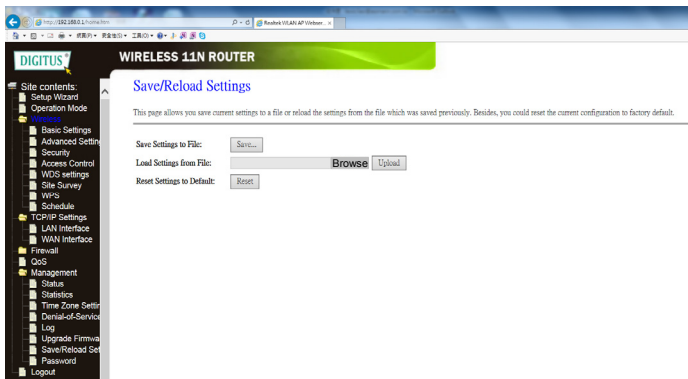 http://192.168.0.1/home.htm
Realtek WLAN AP Webser...
DIGITUS
WIRELESS 11N ROUTER
Site contents:
Setup Wizard
Operation Mode
Wireless
Basic Settings
Advanced Setting
Security
Access Control
WDS settings
Site Survey
WPS
Schedule
TCP/IP Settings
LAN Interface
WAN Interface
Firewall
QoS
Management
Status
Statistics
Time Zone Settin
Denial-of-Service
Log
Upgrade Firmwa
Save/Reload Set
Password
Logout
Save/Reload Settings
This page allows you save current settings to a file or reload the settings from the file which was saved previously. Besides, you could reset the current configuration to factory default.
Save Settings to File: Save...
Load Settings from File: Browse Upload
Reset Settings to Default: Reset